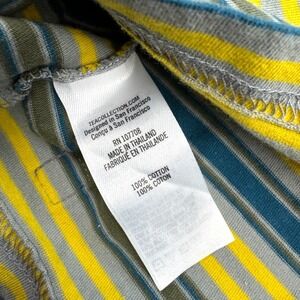 TEACOLLECTION.COM
Designed in San Francisco
Conçu à San Francisco
RN 107708
MADE IN THAILAND
FABRIQUÉ EN THAÏLANDE
100% COTTON
100% COTON